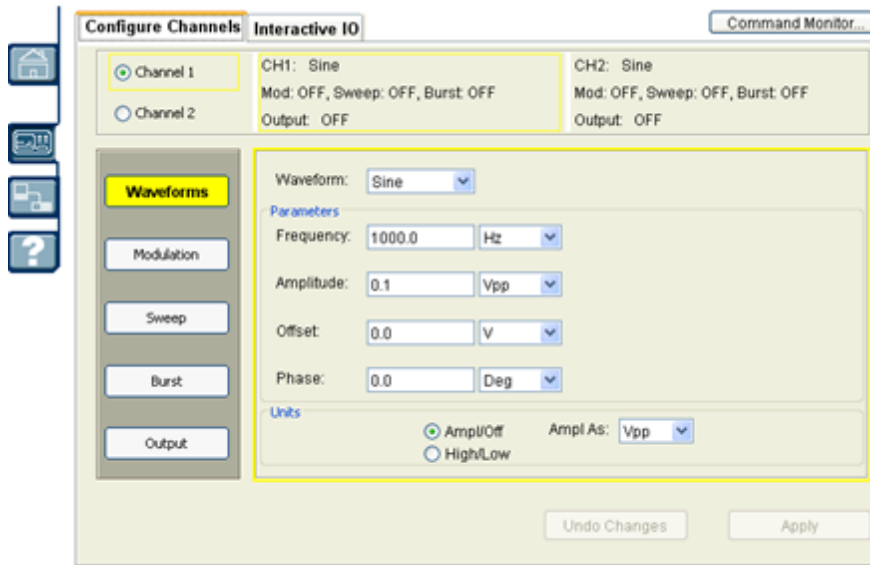 Configure Channels Interactive IO Command Monitor...
Channel 1
Channel 2
CH1: Sine
Mod: OFF, Sweep: OFF, Burst: OFF
Output: OFF
CH2: Sine
Mod: OFF, Sweep: OFF, Burst: OFF
Output: OFF
Waveforms
Modulation
Sweep
Burst
Output
Waveform: Sine
Parameters
Frequency: 1000.0 Hz
Amplitude: 0.1 Vpp
Offset: 0.0 V
Phase: 0.0 Deg
Units
Ampl/Off
High/Low
Ampl As: Vpp
Undo Changes Apply
?